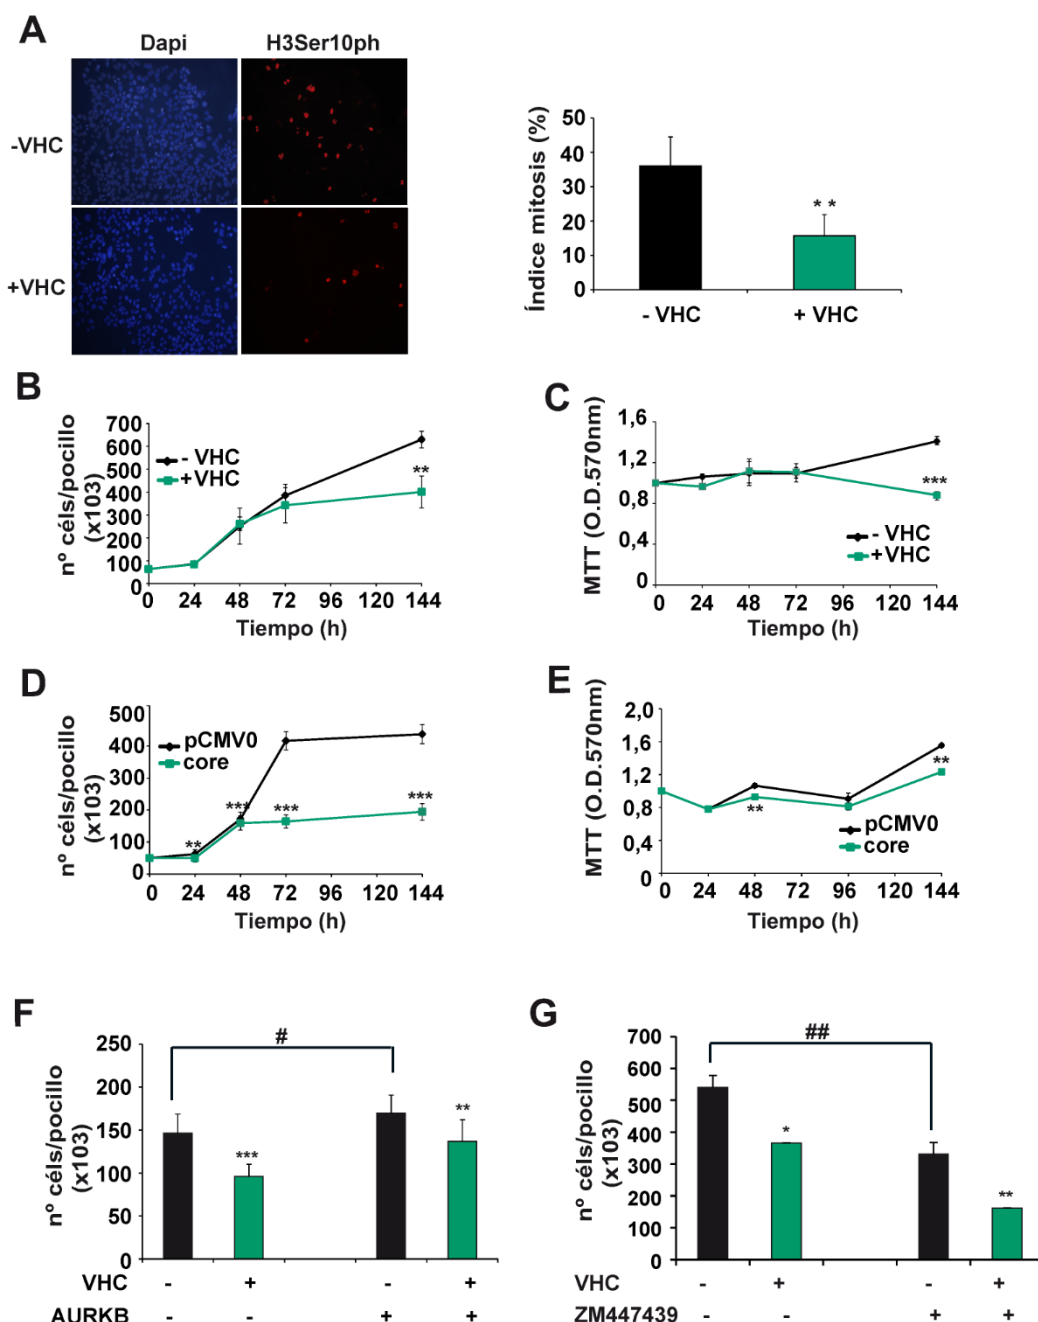 A
Dapi
H3Ser10ph
-VHC
+VHC
Índice mitosis (%)
50
40
30
20
10
0
- VHC
+ VHC
* *
B
nº céls/pocillo
(x103)
700
600
500
400
300
200
100
0
- VHC
+VHC
**
0 24 48 72 96 120 144
Tiempo (h)
C
MTT (O.D.570nm)
1,6
1,2
0,8
0,4
0
***
- VHC
+VHC
0 24 48 72 96 120 144
Tiempo (h)
D
nº céls/pocillo
(x103)
500
400
300
200
100
0
pCMV0
core
** *** *** ***
0 24 48 72 96 120 144
Tiempo (h)
E
MTT (O.D.570nm)
2,0
1,6
1,2
0,8
0,4
0
** **
pCMV0
core
0 24 48 72 96 120 144
Tiempo (h)
F
nº céls/pocillo
(x103)
250
200
150
100
50
0
#
*** **
VHC - + - +
AURKB - - + +
G
nº céls/pocillo
(x103)
700
600
500
400
300
200
100
0
##
* **
VHC - + - +
ZM447439 - - + +